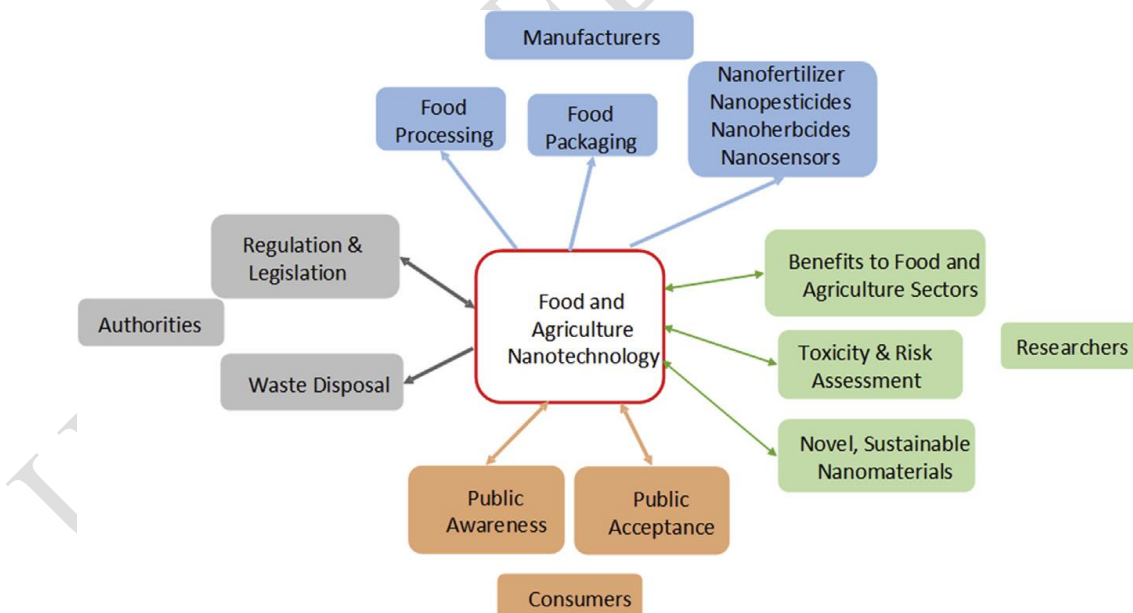 Manufacturers
Food
Processing
Food
Packaging
Nanofertilizer
Nanopesticides
Nanoherbcides
Nanosensors
Regulation &
Legislation
Authorities
Waste Disposal
Food and
Agriculture
Nanotechnology
Benefits to Food and
Agriculture Sectors
Toxicity & Risk
Assessment
Researchers
Novel, Sustainable
Nanomaterials
Public
Awareness
Public
Acceptance
Consumers